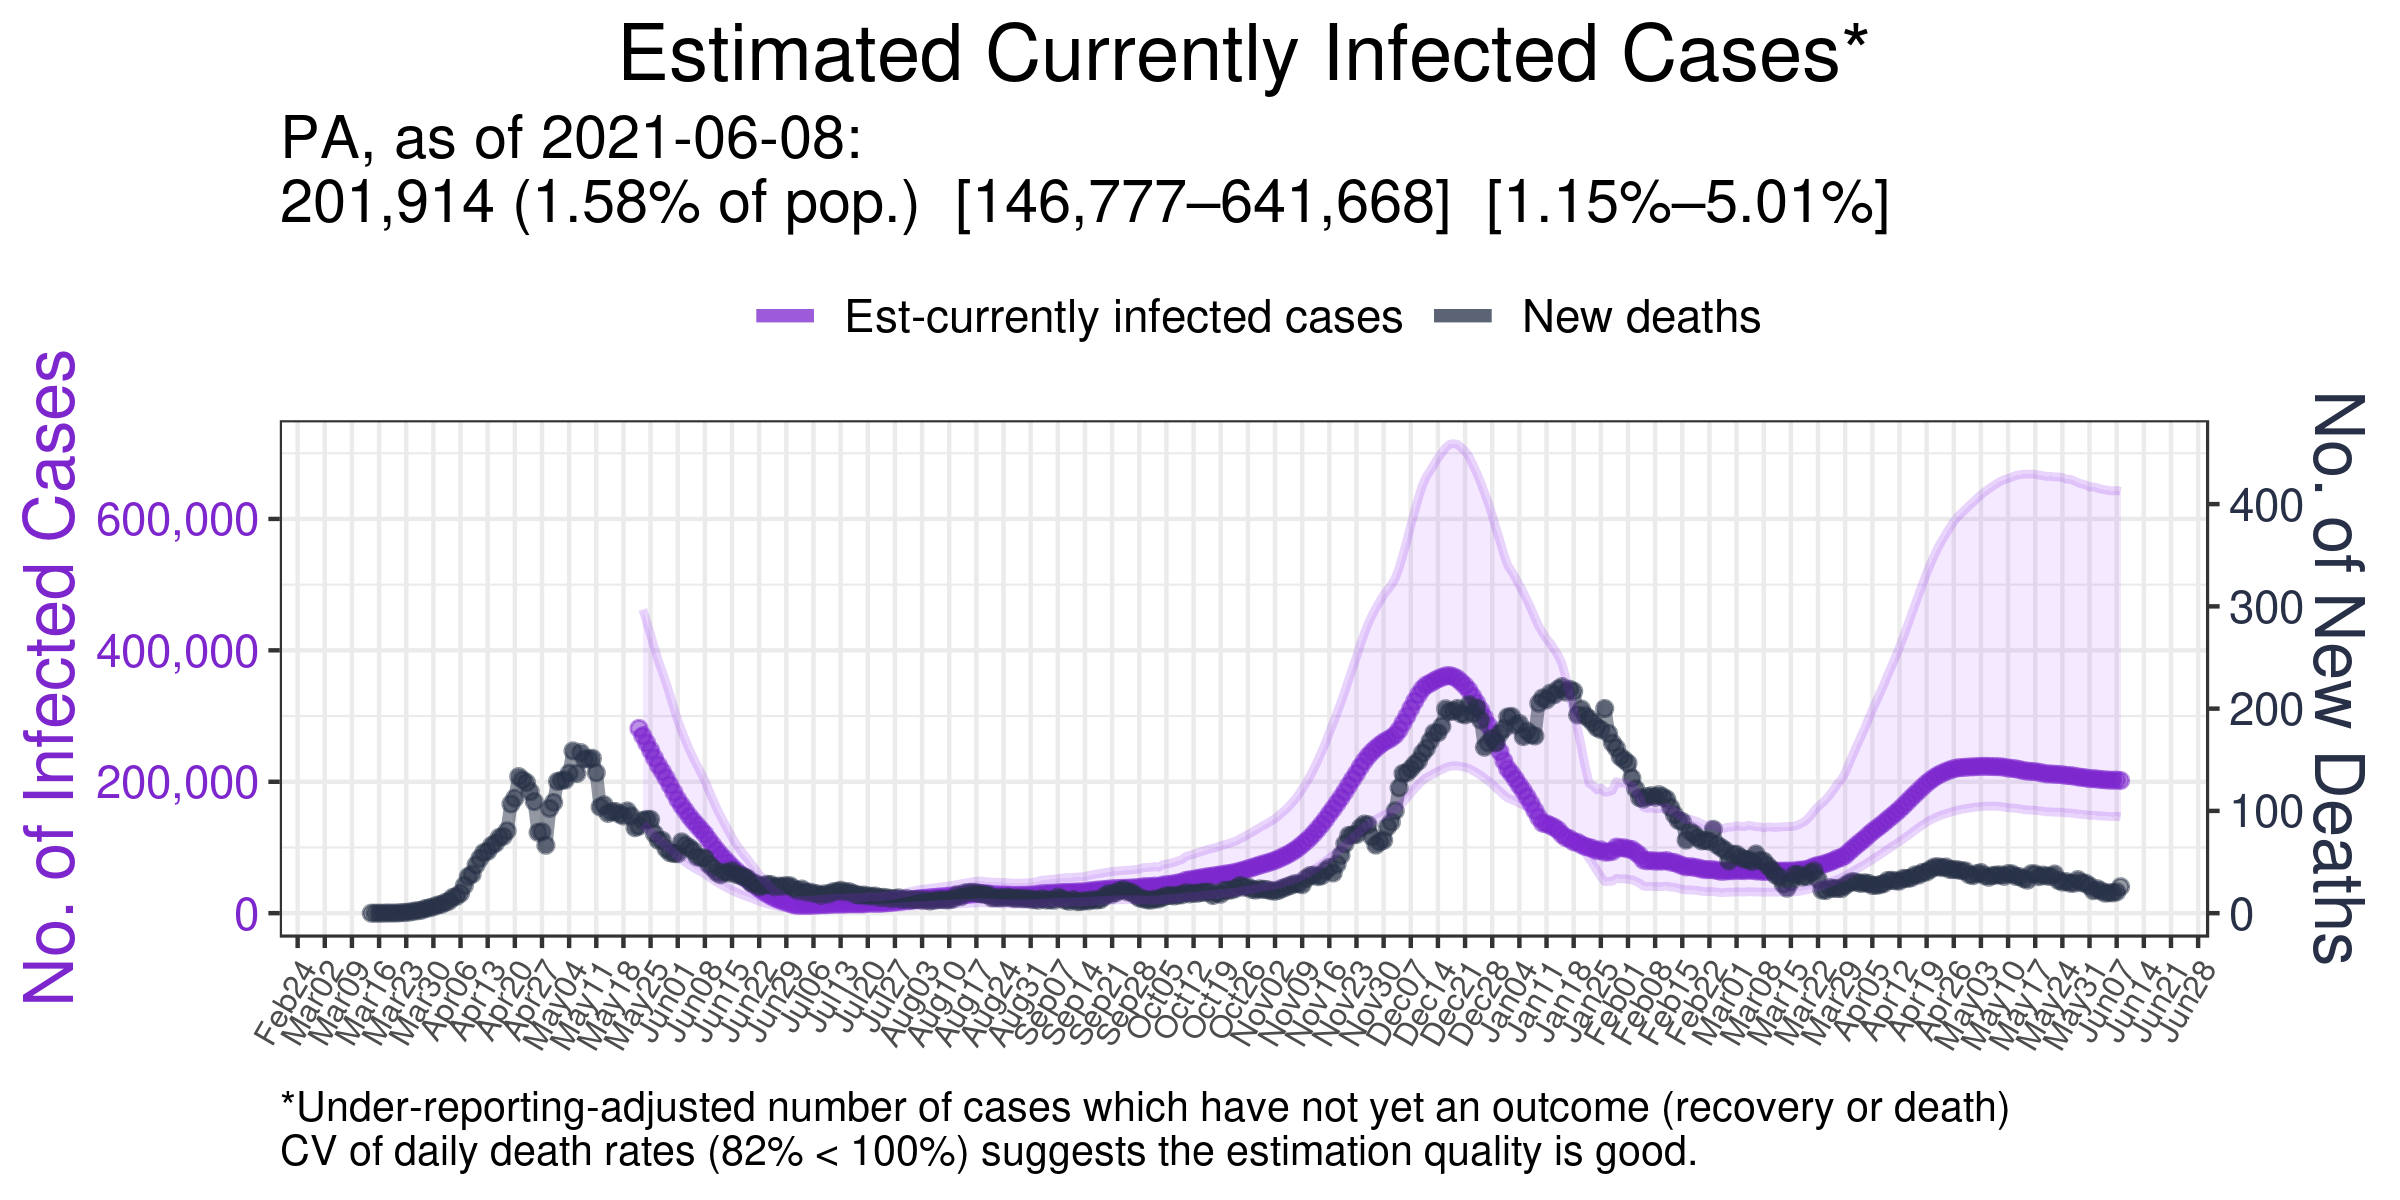 Estimated Currently Infected Cases*
PA, as of 2021-06-08:
201,914 (1.58% of pop.)  [146,777–641,668]  [1.15%–5.01%]
Est-currently infected cases
New deaths
No. of Infected Cases
600,000
400,000
200,000
0
400
300
200
100
0
No. of New Deaths
Feb24
Mar02
Mar09
Mar16
Mar23
Mar30
Apr06
Apr13
Apr20
Apr27
May04
May11
May18
May25
Jun01
Jun08
Jun15
Jun22
Jun29
Jul06
Jul13
Jul20
Jul27
Aug03
Aug10
Aug17
Aug24
Aug31
Sep07
Sep14
Sep21
Sep28
Oct05
Oct12
Oct19
Oct26
Nov02
Nov09
Nov16
Nov23
Nov30
Dec07
Dec14
Dec21
Dec28
Jan04
Jan11
Jan18
Jan25
Feb01
Feb08
Feb15
Feb22
Mar01
Mar08
Mar15
Mar22
Mar29
Apr05
Apr12
Apr19
Apr26
May03
May10
May17
May24
May31
Jun07
Jun14
Jun21
Jun28
*Under-reporting-adjusted number of cases which have not yet an outcome (recovery or death)
CV of daily death rates (82% < 100%) suggests the estimation quality is good.